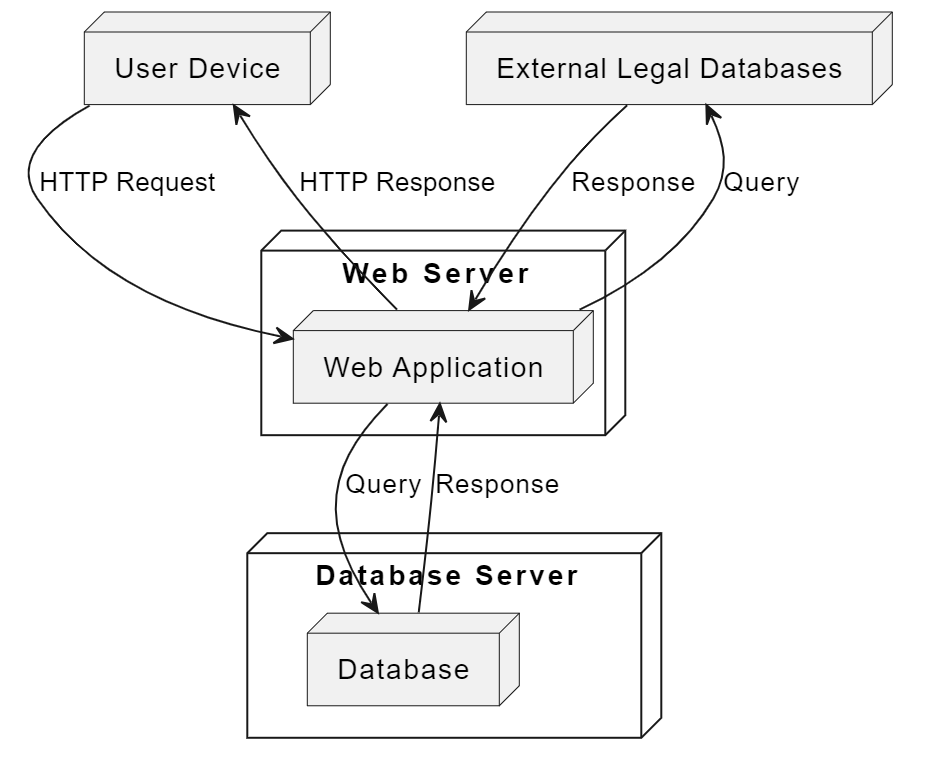 User Device
External Legal Databases
HTTP Request
HTTP Response
Response
Query
Web Server
Web Application
Query
Response
Database Server
Database